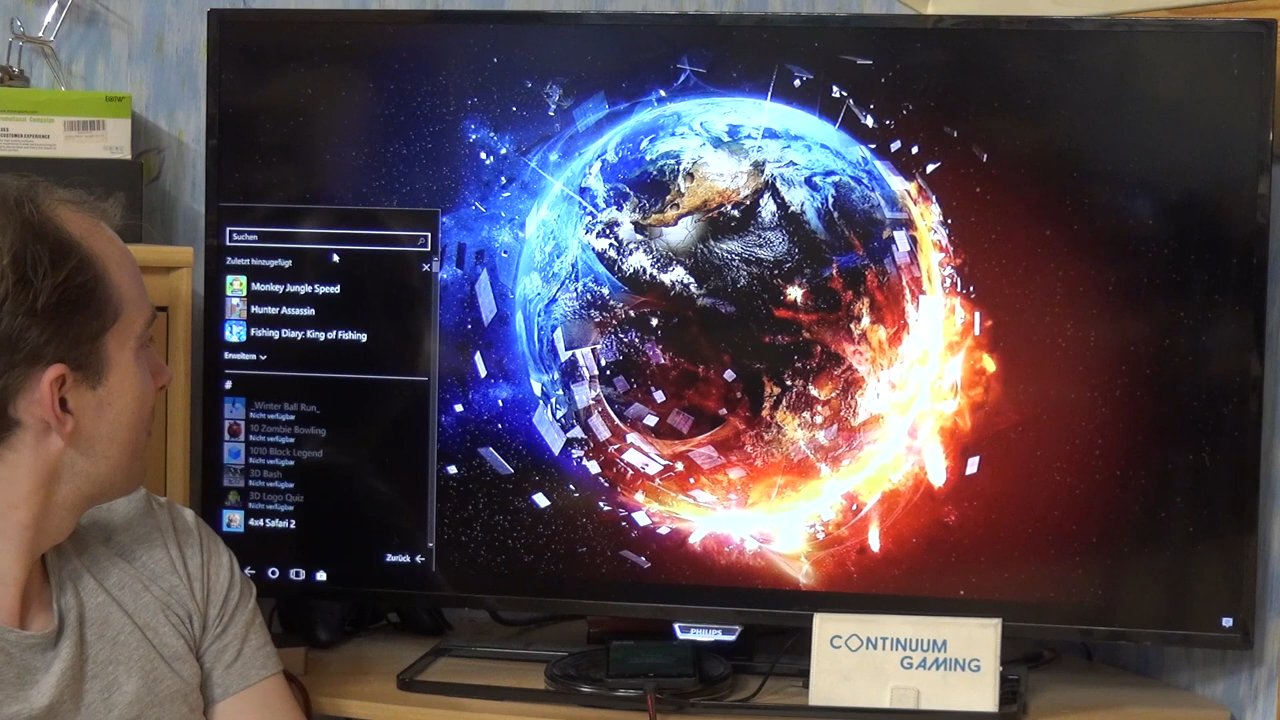 CUSTOMER EXPERIENCE
Suchen
Zuletzt hinzugefügt
Monkey Jungle Speed
Hunter Assassin
Fishing Diary: King of Fishing
Erweitern
#
_Winter Ball Run_
Nicht verfügbar
10 Zombie Bowling
Nicht verfügbar
1010 Block Legend
Nicht verfügbar
3D Bash
Nicht verfügbar
3D Logo Quiz
Nicht verfügbar
4x4 Safari 2
Zurück
PHILIPS
CONTINUUM
GAMING